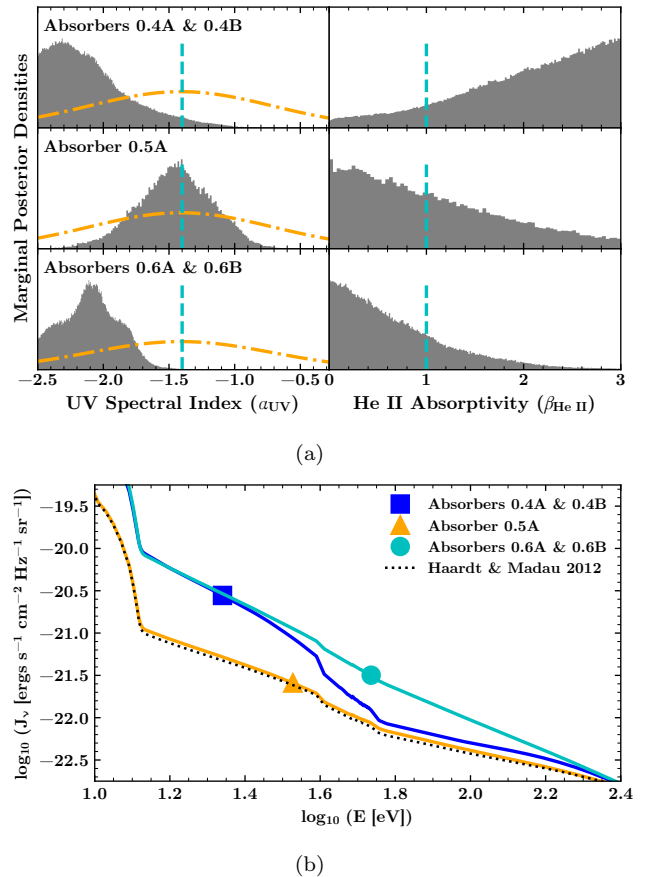 Absorbers 0.4A & 0.4B
Absorber 0.5A
Absorbers 0.6A & 0.6B
Marginal Posterior Densities
−2.5 −2.0 −1.5 −1.0 −0.5 0 1 2 3
UV Spectral Index (αUV) He II Absorptivity (βHe II)
(a)
−19.5
−20.0
−20.5
−21.0
−21.5
−22.0
−22.5
log10 (Jν [ergs s−1 cm−2 Hz−1 sr−1])
Absorbers 0.4A & 0.4B
Absorber 0.5A
Absorbers 0.6A & 0.6B
Haardt & Madau 2012
1.0 1.2 1.4 1.6 1.8 2.0 2.2 2.4
log10 (E [eV])
(b)